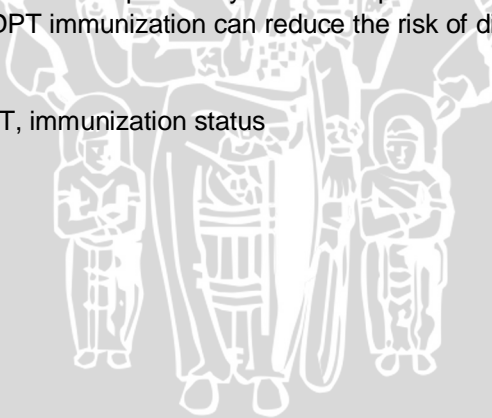 DPT immunization can reduce the risk of di
T, immunization status